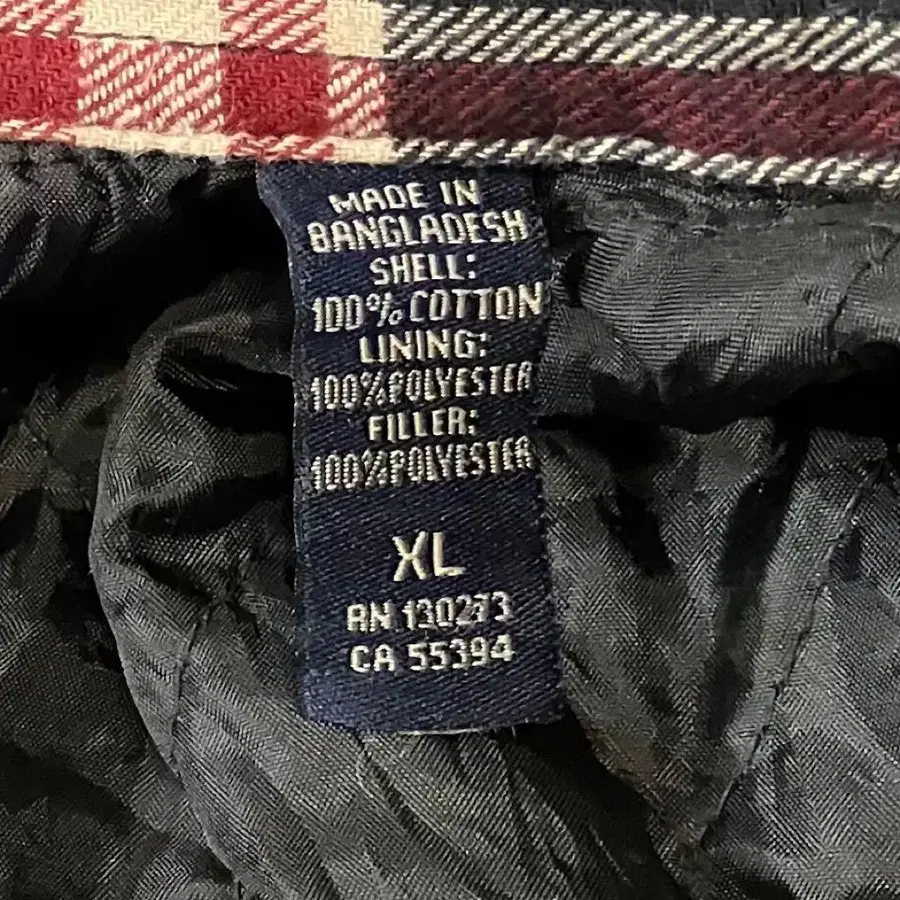 MADE IN
BANGLADESH
SHELL:
100% COTTON
LINING:
100% POLYESTER
FILLER:
100% POLYESTER
XL
RN 130273
CA 55394